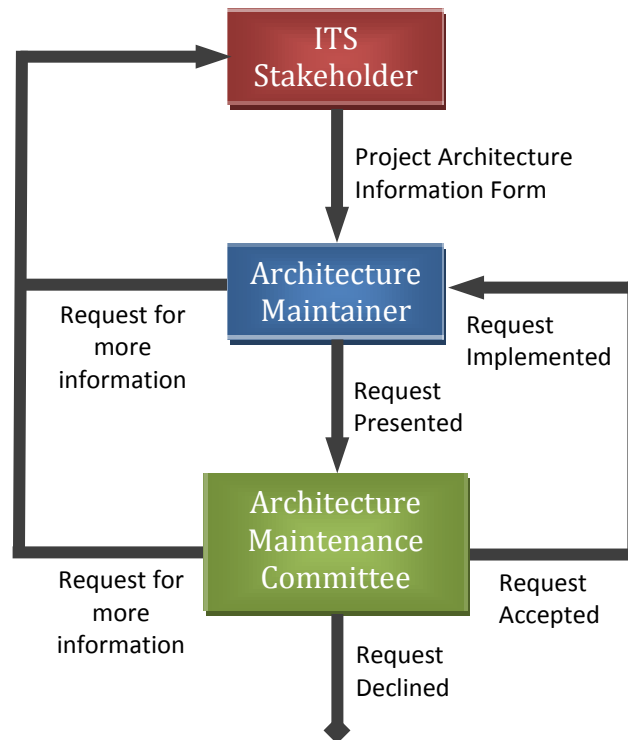 ITS
Stakeholder
Project Architecture
Information Form
Architecture
Maintainer
Request for
more
information
Request
Implemented
Request
Presented
Architecture
Maintenance
Committee
Request for
more
information
Request
Accepted
Request
Declined